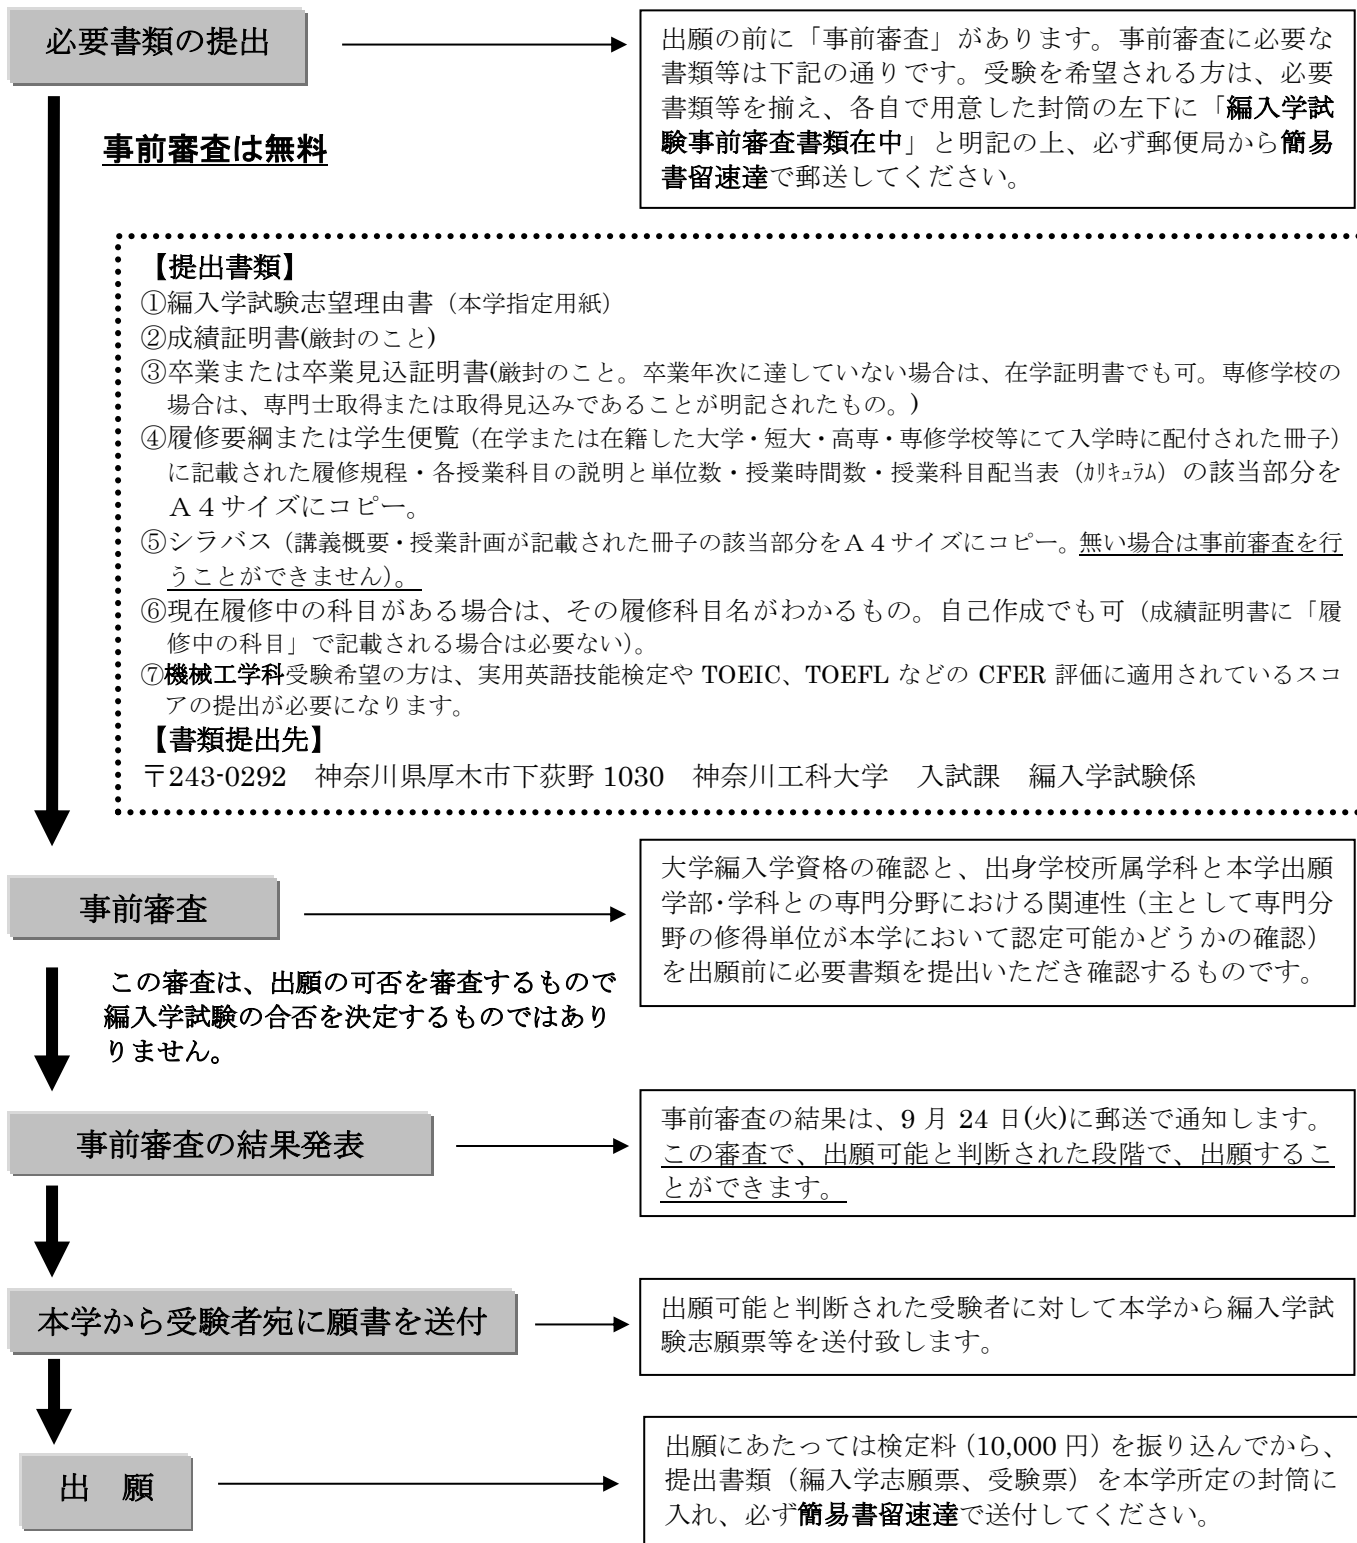 必要書類の提出
出願の前に「事前審査」があります。事前審査に必要な
書類等は下記の通りです。受験を希望される方は、必要
書類等を揃え、各自で用意した封筒の左下に「編入学試
験事前審査書類在中」と明記の上、必ず郵便局から簡易
書留速達で郵送してください。
事前審査は無料
【提出書類】
①編入学試験志望理由書（本学指定用紙）
②成績証明書(厳封のこと)
③卒業または卒業見込証明書(厳封のこと。卒業年次に達していない場合は、在学証明書でも可。専修学校の
場合は、専門士取得または取得見込みであることが明記されたもの。)
④履修要綱または学生便覧（在学または在籍した大学・短大・高専・専修学校等にて入学時に配付された冊子）
に記載された履修規程・各授業科目の説明と単位数・授業時間数・授業科目配当表（ｶﾘｷｭﾗﾑ）の該当部分を
Ａ４サイズにコピー。
⑤シラバス（講義概要・授業計画が記載された冊子の該当部分をＡ４サイズにコピー。無い場合は事前審査を行
うことができません）。
⑥現在履修中の科目がある場合は、その履修科目名がわかるもの。自己作成でも可（成績証明書に「履
修中の科目」で記載される場合は必要ない）。
⑦機械工学科受験希望の方は、実用英語技能検定や TOEIC、TOEFL などの CFER 評価に適用されているスコ
アの提出が必要になります。
【書類提出先】
〒243-0292　神奈川県厚木市下荻野 1030　神奈川工科大学　入試課　編入学試験係
事前審査
大学編入学資格の確認と、出身学校所属学科と本学出願
学部・学科との専門分野における関連性（主として専門分
野の修得単位が本学において認定可能かどうかの確認）
を出願前に必要書類を提出いただき確認するものです。
この審査は、出願の可否を審査するもので
編入学試験の合否を決定するものではあり
りません。
事前審査の結果発表
事前審査の結果は、9 月 24 日(火)に郵送で通知します。
この審査で、出願可能と判断された段階で、出願するこ
とができます。
本学から受験者宛に願書を送付
出願可能と判断された受験者に対して本学から編入学試
験志願票等を送付致します。
出　願
出願にあたっては検定料（10,000 円）を振り込んでから、
提出書類（編入学志願票、受験票）を本学所定の封筒に
入れ、必ず簡易書留速達で送付してください。